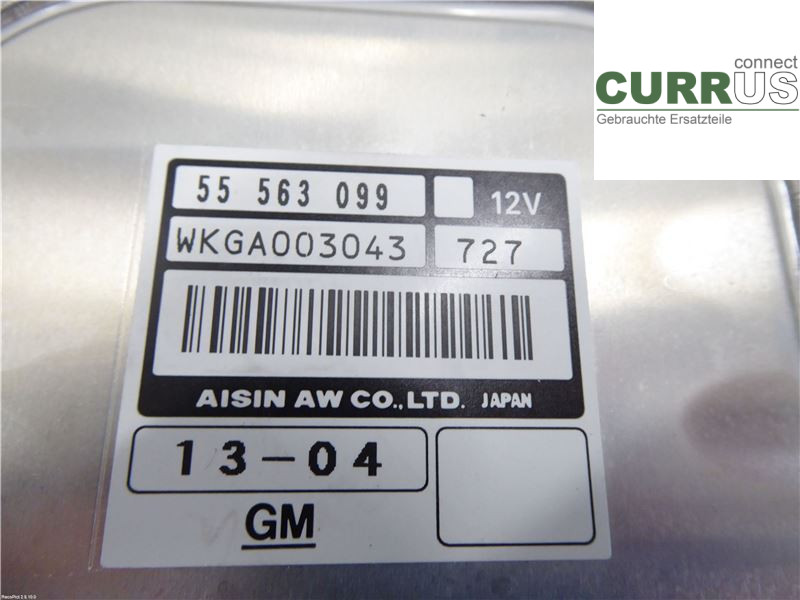 connect
CURRUS
Gebrauchte Ersatzteile
55 563 099 12V
WKGA003043 727
AISIN AW CO.,LTD. JAPAN
13-04
GM